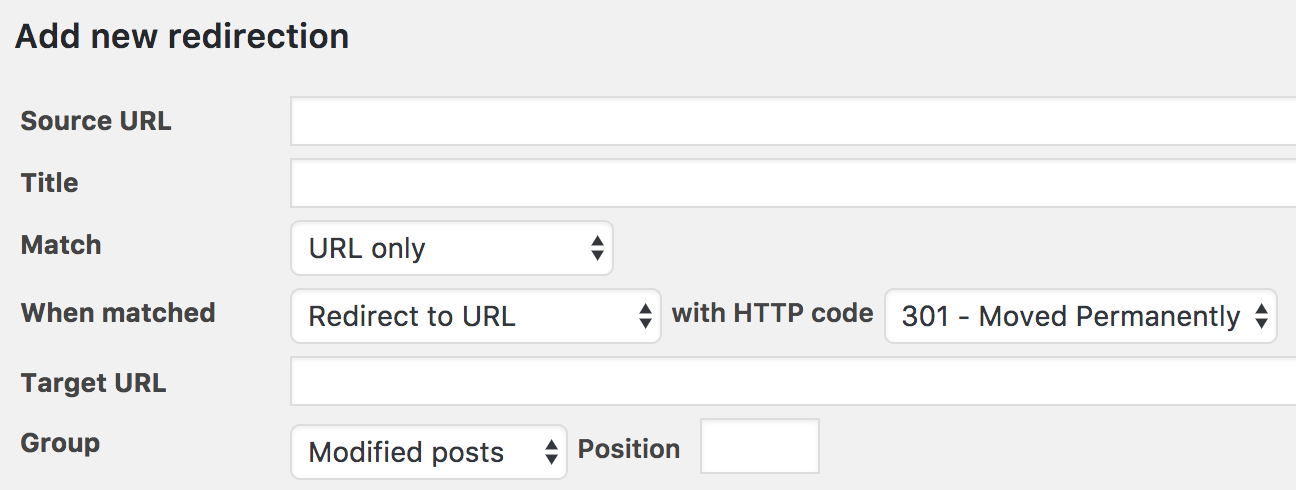 Add new redirection
Source URL
Title
Match URL only
When matched Redirect to URL with HTTP code 301 - Moved Permanently
Target URL
Group Modified posts Position